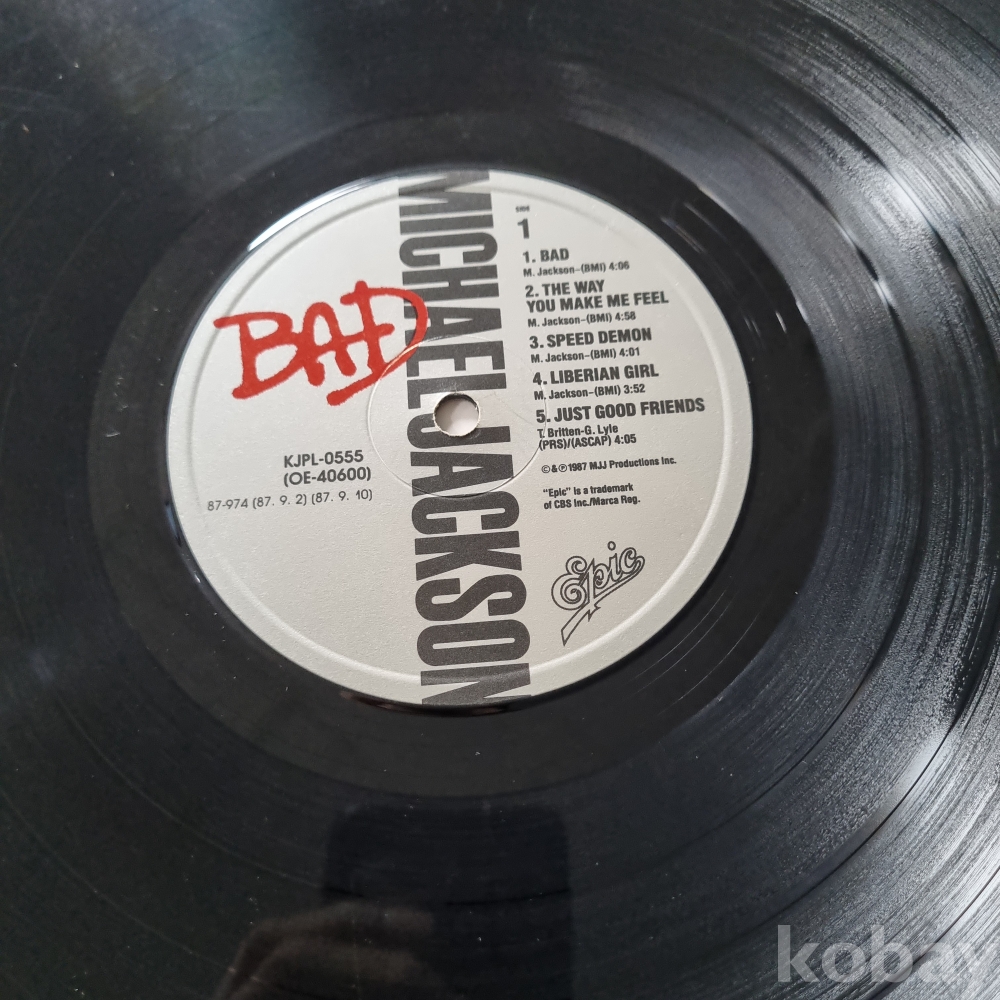 MICHAEL JACKSON
BAD
SIDE
1
1. BAD
M. Jackson-(BMI) 4:06
2. THE WAY
YOU MAKE ME FEEL
M. Jackson-(BMI) 4:58
3. SPEED DEMON
M. Jackson-(BMI) 4:01
4. LIBERIAN GIRL
M. Jackson-(BMI) 3:52
5. JUST GOOD FRIENDS
T. Britten-G. Lyle
(PRS)/(ASCAP) 4:05
KJPL-0555
(OE-40600)
87-974 (87. 9. 2) (87. 9. 10)
©&℗1987 MJJ Productions Inc.
"Epic" is a trademark
of CBS Inc./Marca Reg.
Epic
kobay